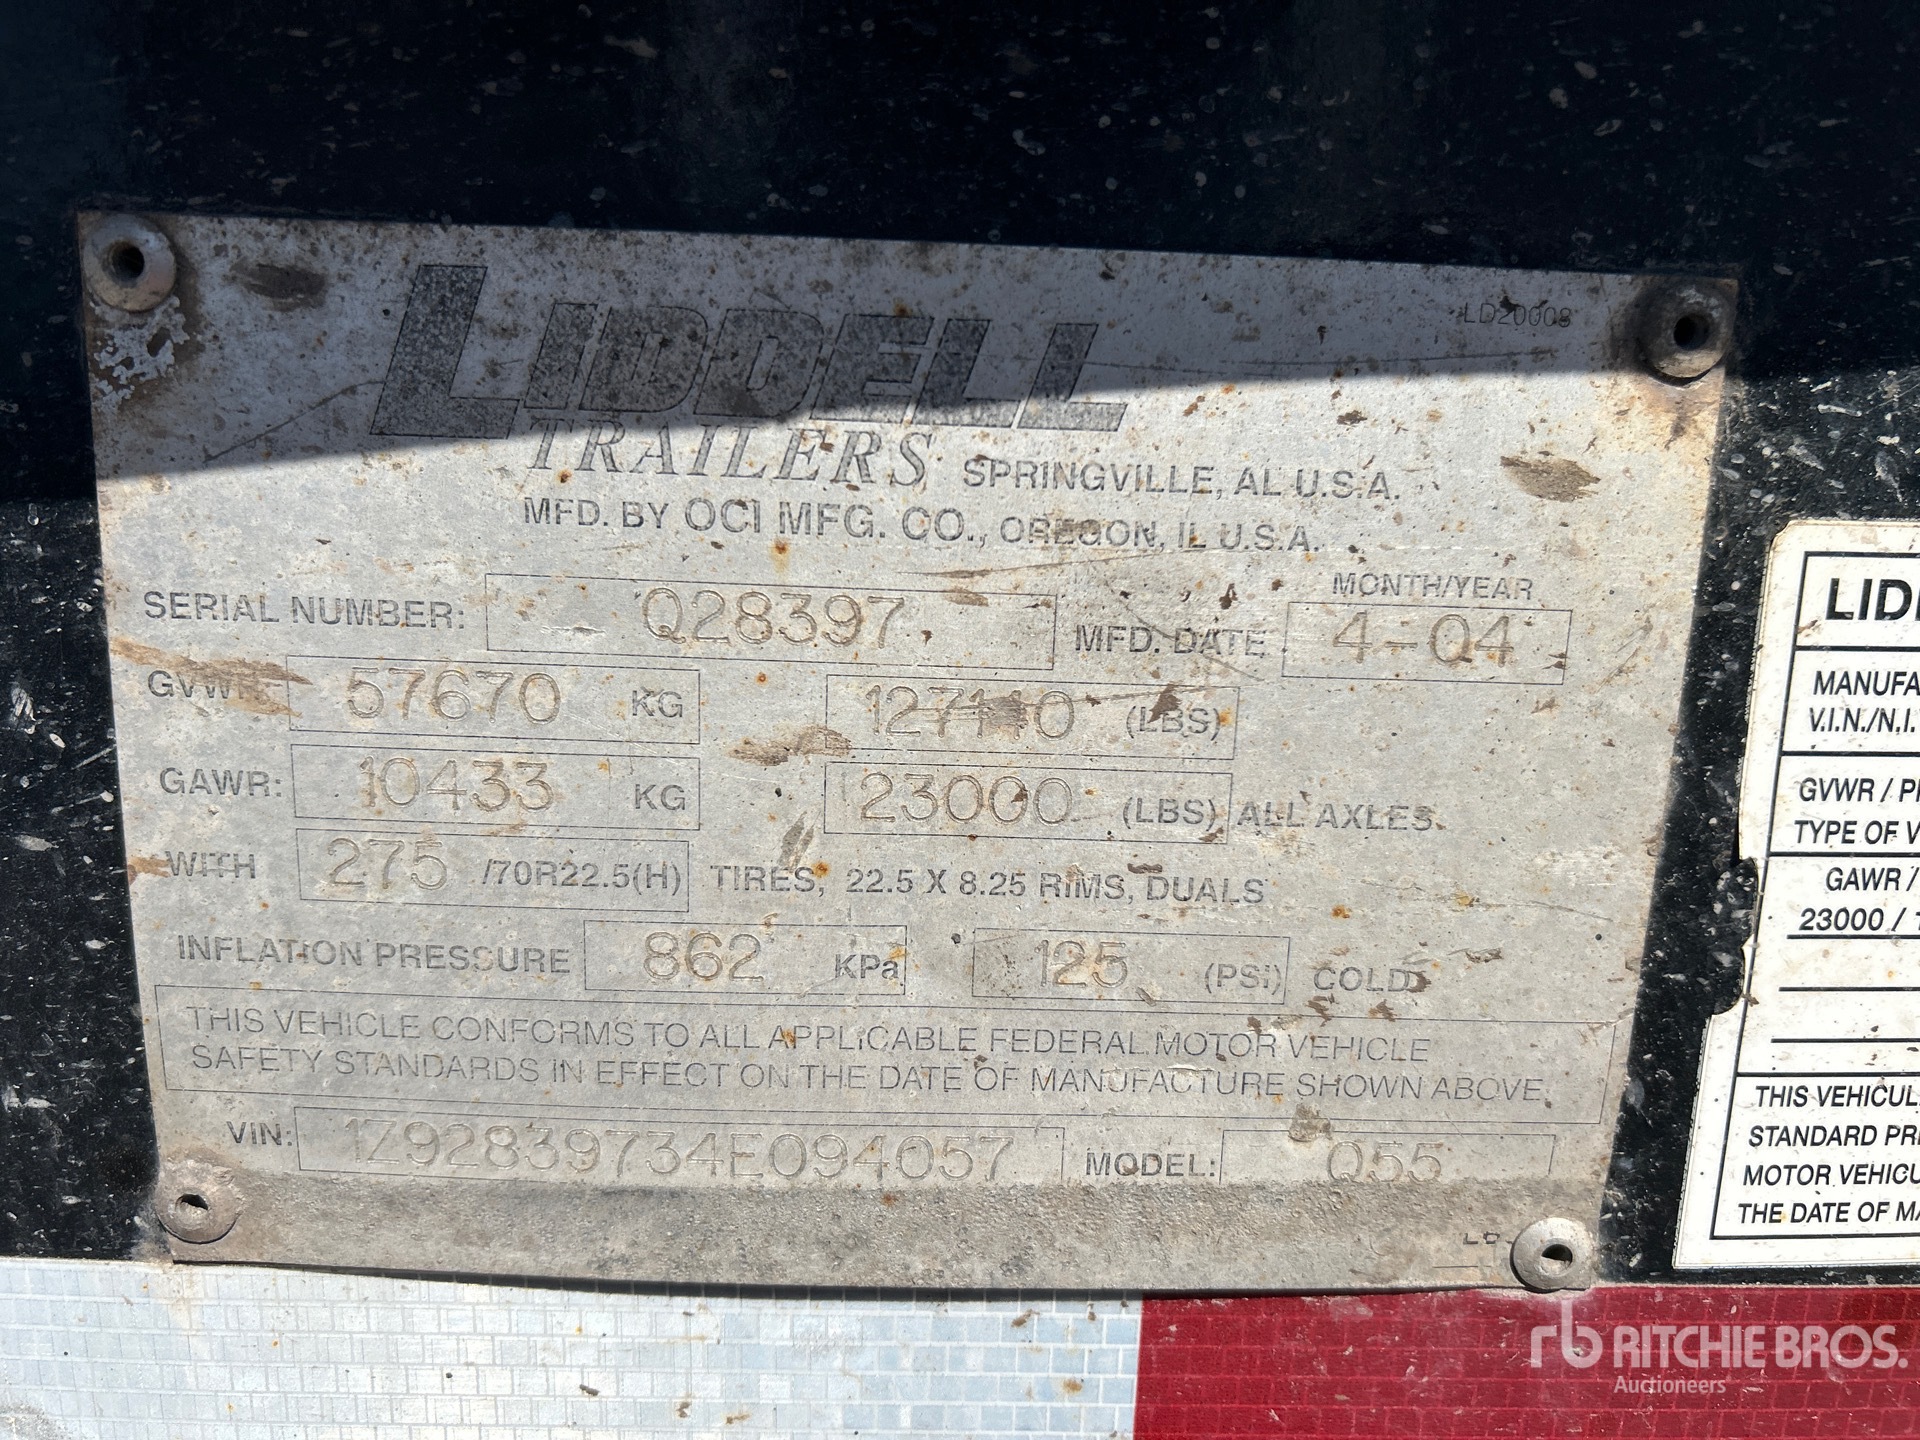 LD20008
LIDDELL
TRAILERS SPRINGVILLE, AL U.S.A.
MFD. BY OCI MFG. CO., OREGON, IL U.S.A.
MONTH/YEAR
SERIAL NUMBER: Q28397 MFD. DATE 4-04
GVWR: 57670 KG 127140 (LBS)
GAWR: 10433 KG 23000 (LBS) ALL AXLES
WITH 275 /70R22.5(H) TIRES, 22.5 X 8.25 RIMS, DUALS
INFLATION PRESSURE 862 KPa 125 (PSI) COLD
THIS VEHICLE CONFORMS TO ALL APPLICABLE FEDERAL MOTOR VEHICLE
SAFETY STANDARDS IN EFFECT ON THE DATE OF MANUFACTURE SHOWN ABOVE.
VIN: 1Z92839734E094057 MODEL: Q55
LID
MANUFA
V.I.N./N.I.
GVWR /
TYPE OF V
GAWR /
23000 /
THIS VEHICUL
STANDARD PR
MOTOR VEHICU
THE DATE OF MA
rb RITCHIE BROS.
Auctioneers